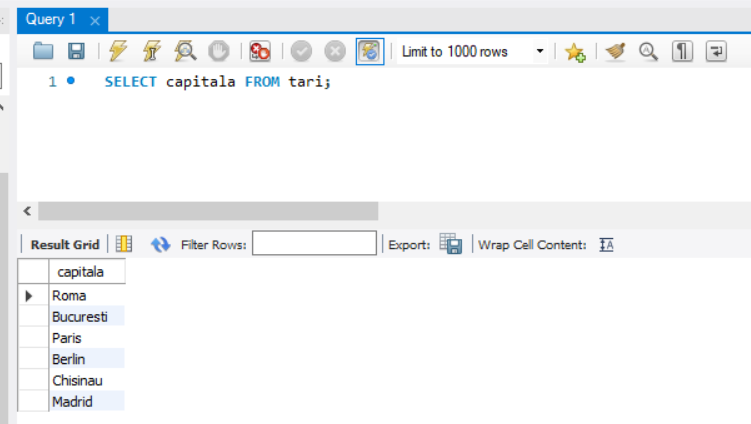 Query 1
Limit to 1000 rows
1 SELECT capitala FROM tari;
Result Grid Filter Rows: Export: Wrap Cell Content:
capitala
Roma
Bucuresti
Paris
Berlin
Chisinau
Madrid